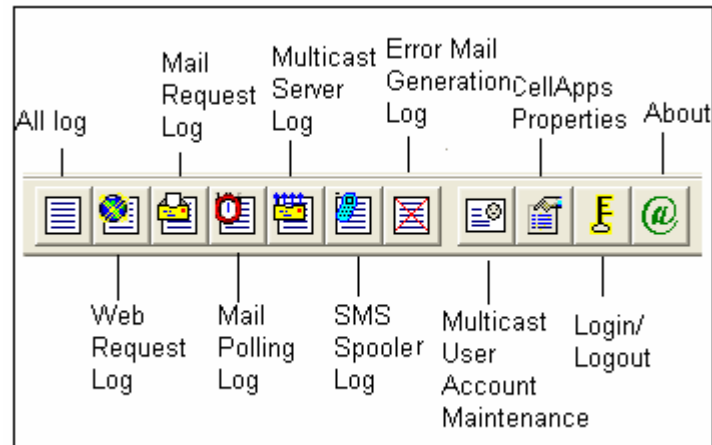 All log
Mail
Request
Log
Multicast
Server
Log
Error Mail
Generation
Log
CellApps
Properties
About
@
Web
Request
Log
Mail
Polling
Log
SMS
Spooler
Log
Multicast
User
Account
Maintenance
Login/
Logout